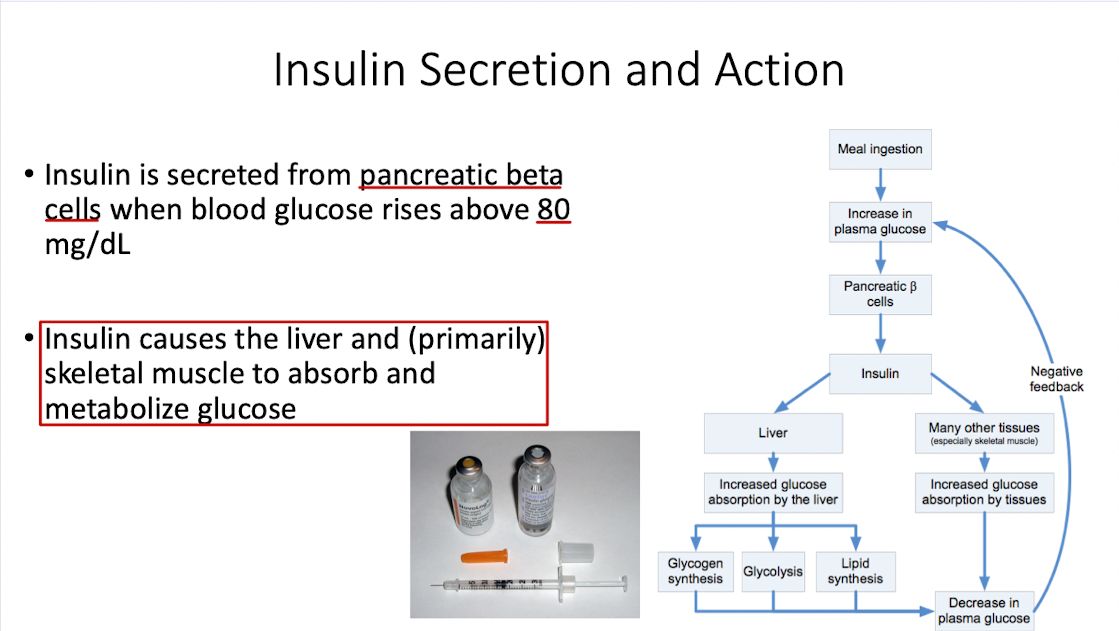 Insulin Secretion and Action
• Insulin is secreted from pancreatic beta
cells when blood glucose rises above 80
mg/dL
• Insulin causes the liver and (primarily)
skeletal muscle to absorb and
metabolize glucose
NovoLog
Meal ingestion
Increase in
plasma glucose
Pancreatic β
cells
Insulin
Negative
feedback
Liver
Many other tissues
(especially skeletal muscle)
Increased glucose
absorption by the liver
Increased glucose
absorption by tissues
Glycogen
synthesis
Glycolysis
Lipid
synthesis
Decrease in
plasma glucose